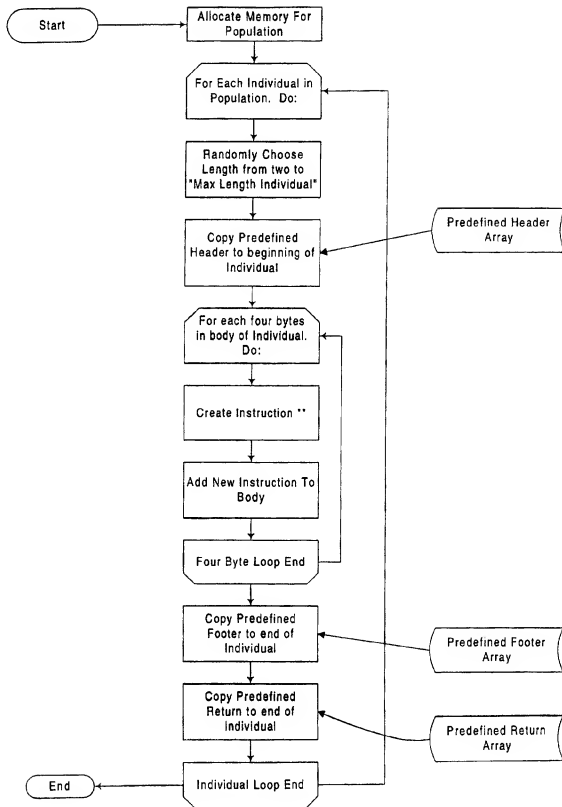 Start
Allocate Memory For
Population
For Each Individual in
Population. Do:
Randomly Choose
Length from two to
"Max Length Individual"
Copy Predefined
Header to beginning of
Individual
Predefined Header
Array
For each four bytes
in body of Individual.
Do:
Create Instruction **
Add New Instruction To
Body
Four Byte Loop End
Copy Predefined
Footer to end of
Individual
Predefined Footer
Array
Copy Predefined
Return to end of
Individual
Predefined Return
Array
End
Individual Loop End